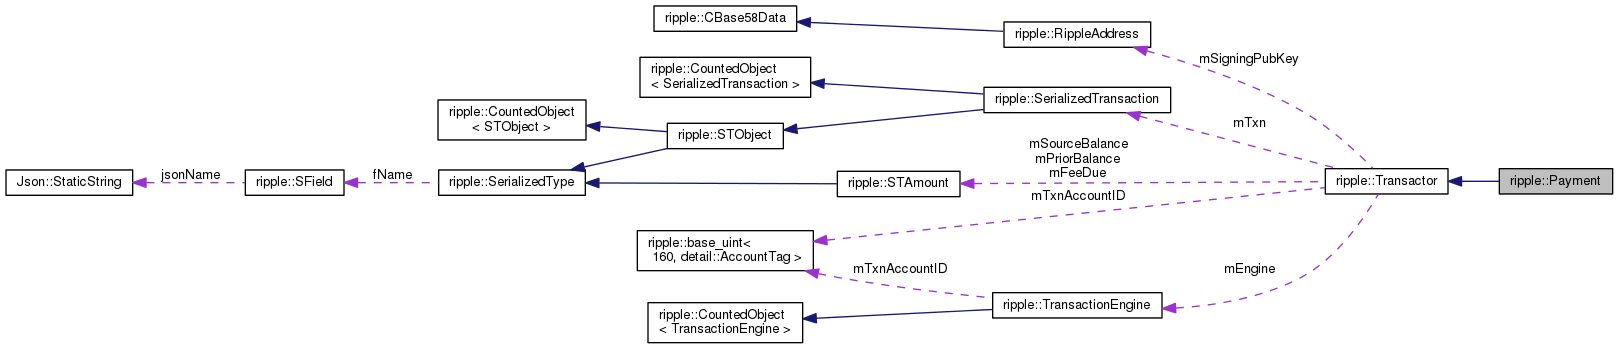 ripple::CBase58Data
ripple::RippleAddress
mSigningPubKey
ripple::CountedObject
< SerializedTransaction >
ripple::SerializedTransaction
ripple::CountedObject
< STObject >
ripple::STObject
mTxn
mSourceBalance
mPriorBalance
mFeeDue
Json::StaticString
jsonName
ripple::SField
fName
ripple::SerializedType
ripple::STAmount
ripple::Transactor
ripple::Payment
mTxnAccountID
ripple::base_uint<
160, detail::AccountTag >
mTxnAccountID
mEngine
ripple::TransactionEngine
ripple::CountedObject
< TransactionEngine >